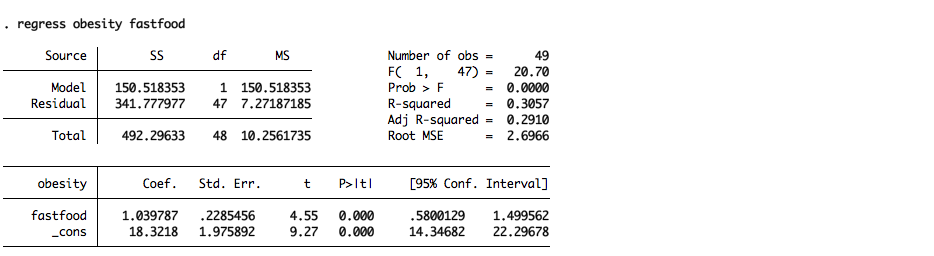 . regress obesity fastfood
Source SS df MS Number of obs = 49
F( 1, 47) = 20.70
Model 150.518353 1 150.518353 Prob > F = 0.0000
Residual 341.777977 47 7.27187185 R-squared = 0.3057
Adj R-squared = 0.2910
Total 492.29633 48 10.2561735 Root MSE = 2.6966
obesity Coef. Std. Err. t P>|t| [95% Conf. Interval]
fastfood 1.039787 .2285456 4.55 0.000 .5800129 1.499562
_cons 18.3218 1.975892 9.27 0.000 14.34682 22.29678